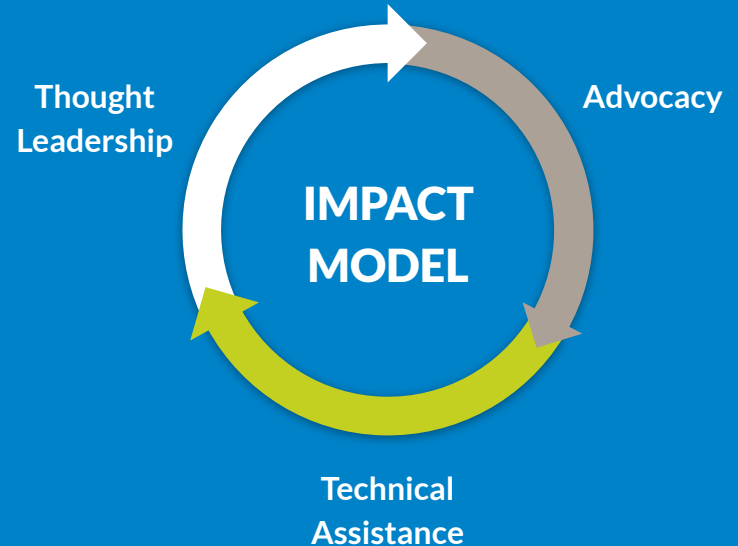 Thought
Leadership
Advocacy
IMPACT
MODEL
Technical
Assistance